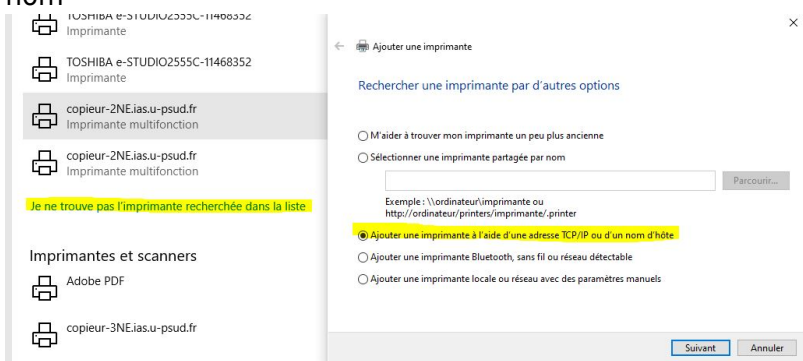 nom
TOSHIBA e-STUDIO2555C-11468352
Imprimante
TOSHIBA e-STUDIO2555C-11468352
Imprimante
copieur-2NE.ias.u-psud.fr
Imprimante multifonction
copieur-2NE.ias.u-psud.fr
Imprimante multifonction
Je ne trouve pas l'imprimante recherchée dans la liste
Imprimantes et scanners
Adobe PDF
copieur-3NE.ias.u-psud.fr
Ajouter une imprimante
Rechercher une imprimante par d'autres options
M'aider à trouver mon imprimante un peu plus ancienne
Sélectionner une imprimante partagée par nom
Parcourir...
Exemple : \\ordinateur\imprimante ou
http://ordinateur/printers/imprimante/.printer
Ajouter une imprimante à l'aide d'une adresse TCP/IP ou d'un nom d'hôte
Ajouter une imprimante Bluetooth, sans fil ou réseau détectable
Ajouter une imprimante locale ou réseau avec des paramètres manuels
Suivant
Annuler